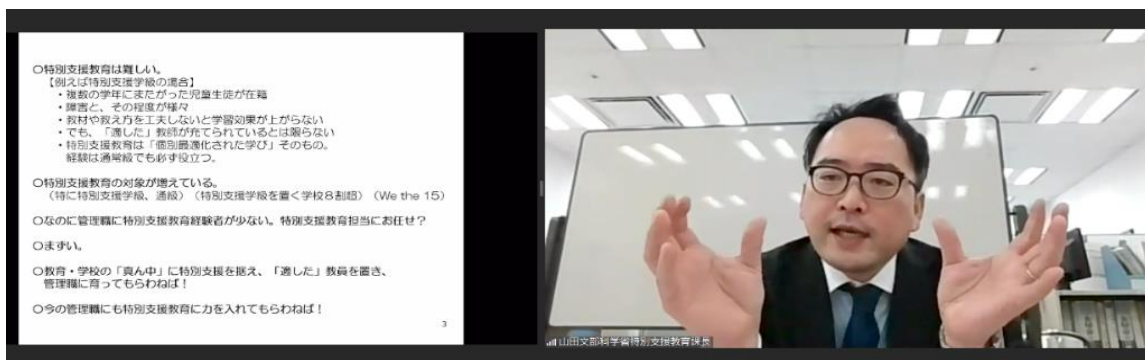 〇特別支援教育は難しい。
【例えば特別支援学級の場合】
・複数の学年にまたがった児童生徒が在籍
・障害と、その程度が様々
・教材や教え方を工夫しないと学習効果が上がらない
・でも、「適した」教師が充てられているとは限らない
・特別支援教育は「個別最適化された学び」そのもの。
経験は通常級でも必ず役立つ。
〇特別支援教育の対象が増えている。
（特に特別支援学級、通級）（特別支援学級を置く学校8割超）（We the 15）
〇なのに管理職に特別支援教育経験者が少ない。特別支援教育担当にお任せ？
〇まずい。
〇教育・学校の「真ん中」に特別支援を据え、「適した」教員を置き、
管理職に育ってもらわねば！
〇今の管理職にも特別支援教育に力を入れてもらわねば！
3
山田文部科学省特別支援教育課長